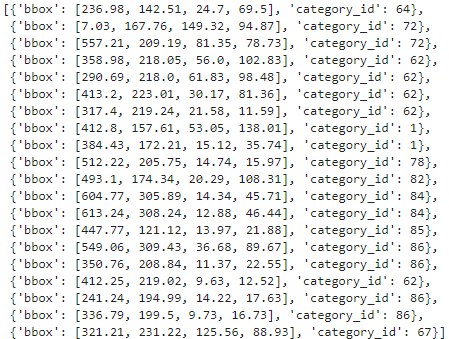 [{'bbox': [236.98, 142.51, 24.7, 69.5], 'category_id': 64},
{'bbox': [7.03, 167.76, 149.32, 94.87], 'category_id': 72},
{'bbox': [557.21, 209.19, 81.35, 78.73], 'category_id': 72},
{'bbox': [358.98, 218.05, 56.0, 102.83], 'category_id': 62},
{'bbox': [290.69, 218.0, 61.83, 98.48], 'category_id': 62},
{'bbox': [413.2, 223.01, 30.17, 81.36], 'category_id': 62},
{'bbox': [317.4, 219.24, 21.58, 11.59], 'category_id': 62},
{'bbox': [412.8, 157.61, 53.05, 138.01], 'category_id': 1},
{'bbox': [384.43, 172.21, 15.12, 35.74], 'category_id': 1},
{'bbox': [512.22, 205.75, 14.74, 15.97], 'category_id': 78},
{'bbox': [493.1, 174.34, 20.29, 108.31], 'category_id': 82},
{'bbox': [604.77, 305.89, 14.34, 45.71], 'category_id': 84},
{'bbox': [613.24, 308.24, 12.88, 46.44], 'category_id': 84},
{'bbox': [447.77, 121.12, 13.97, 21.88], 'category_id': 85},
{'bbox': [549.06, 309.43, 36.68, 89.67], 'category_id': 86},
{'bbox': [350.76, 208.84, 11.37, 22.55], 'category_id': 86},
{'bbox': [412.25, 219.02, 9.63, 12.52], 'category_id': 62},
{'bbox': [241.24, 194.99, 14.22, 17.63], 'category_id': 86},
{'bbox': [336.79, 199.5, 9.73, 16.73], 'category_id': 86},
{'bbox': [321.21, 231.22, 125.56, 88.93], 'category_id': 67}]